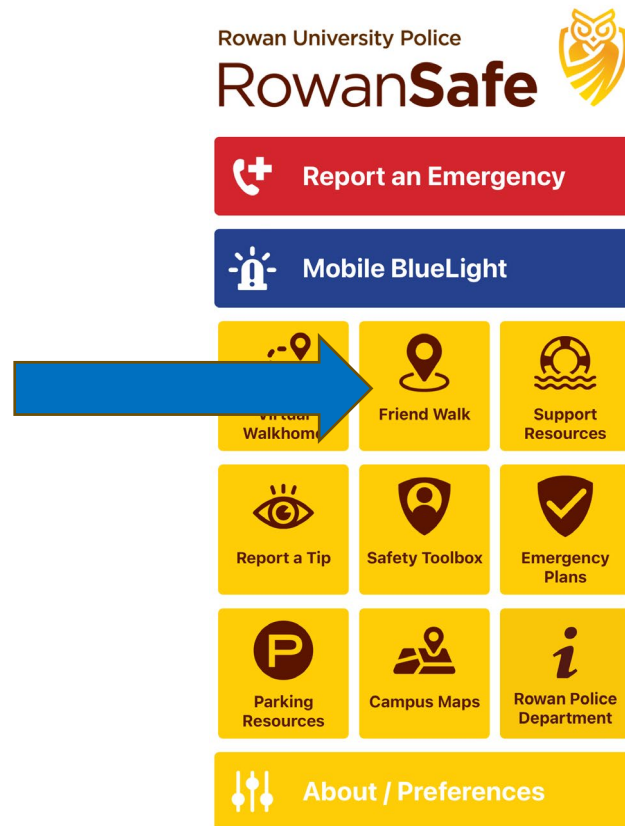 Rowan University Police
RowanSafe
Report an Emergency
Mobile BlueLight
Virtual
Walkhome
Friend Walk
Support
Resources
Report a Tip
Safety Toolbox
Emergency
Plans
P
Parking
Resources
Campus Maps
i
Rowan Police
Department
About / Preferences